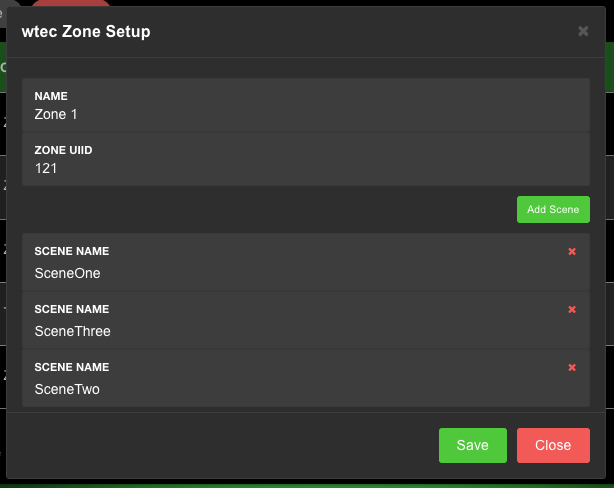 wtec Zone Setup
NAME
Zone 1
ZONE UIID
121
Add Scene
SCENE NAME
SceneOne
SCENE NAME
SceneThree
SCENE NAME
SceneTwo
Save
Close